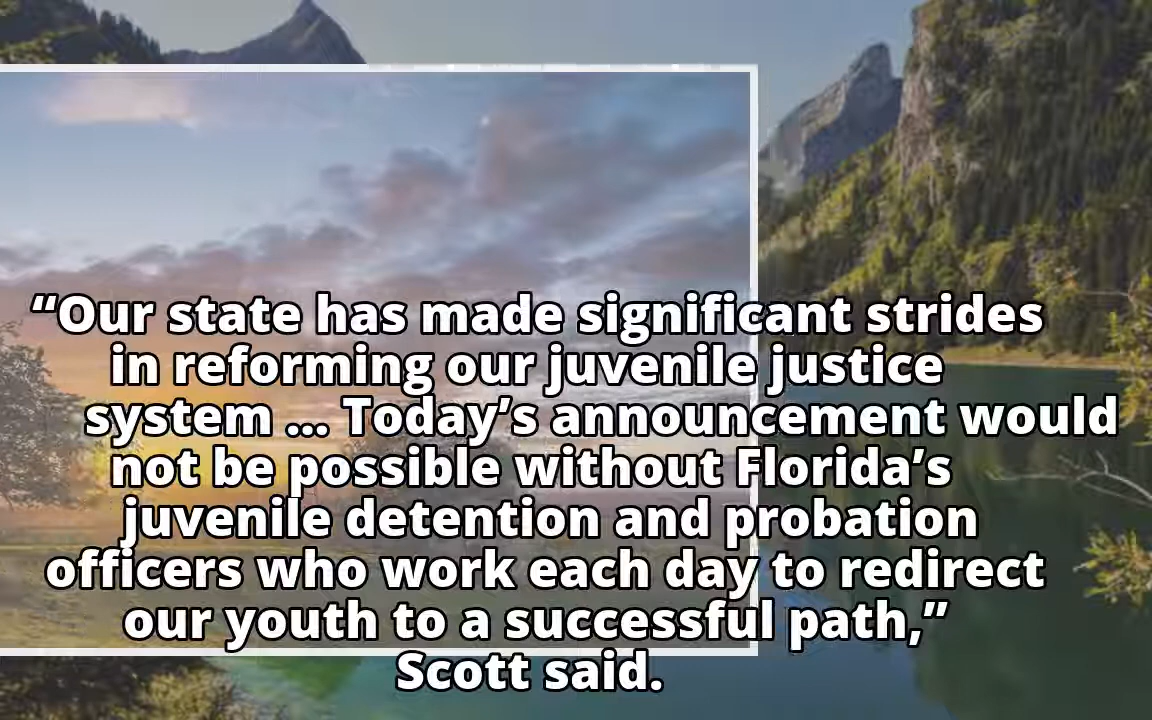 “Our state has made significant strides
in reforming our juvenile justice
system ... Today’s announcement would
not be possible without Florida’s
juvenile detention and probation
officers who work each day to redirect
our youth to a successful path,”
Scott said.